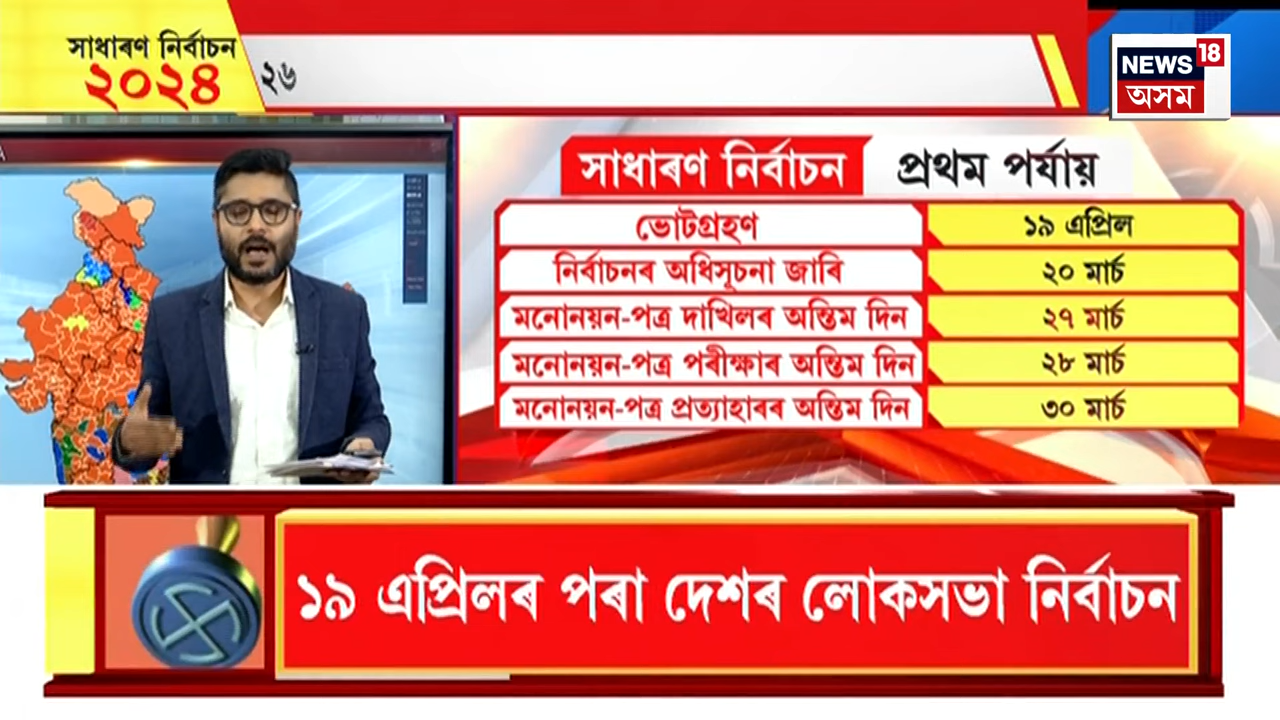 সাধাৰণ নিৰ্বাচন
২০২৪
২৬
NEWS 18
অসম
সাধাৰণ নিৰ্বাচন প্ৰথম পৰ্যায়
ভোটগ্ৰহণ ১৯ এপ্ৰিল
নিৰ্বাচনৰ অধিসূচনা জাৰি ২০ মাৰ্চ
মনোনয়ন-পত্ৰ দাখিলৰ অন্তিম দিন ২৭ মাৰ্চ
মনোনয়ন-পত্ৰ পৰীক্ষাৰ অন্তিম দিন ২৮ মাৰ্চ
মনোনয়ন-পত্ৰ প্ৰত্যাহাৰৰ অন্তিম দিন ৩০ মাৰ্চ
১৯ এপ্ৰিলৰ পৰা দেশৰ লোকসভা নিৰ্বাচন